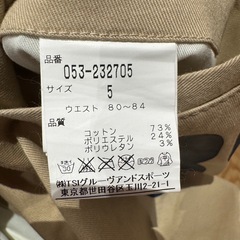 品番
053-232705
サイズ
5
ウエスト 80~84
品質
コットン 73%
ポリエステル 24%
ポリウレタン 3%
㈱TSIグルーヴアンドスポーツ
東京都世田谷区玉川2-21-1